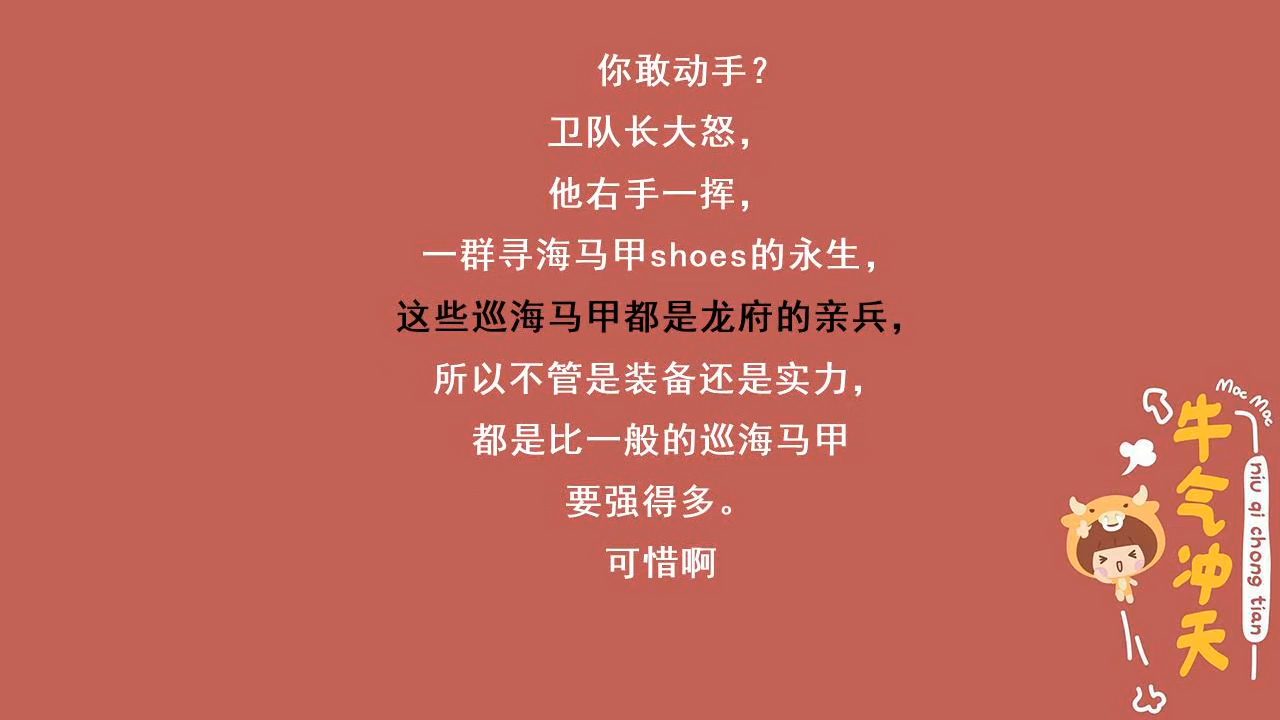 你敢动手？
卫队长大怒，
他右手一挥，
一群寻海马甲shoes的永生，
这些巡海马甲都是龙府的亲兵，
所以不管是装备还是实力，
都是比一般的巡海马甲
要强得多。
可惜啊
Moc Moc
牛气冲天
niu qi chong tian